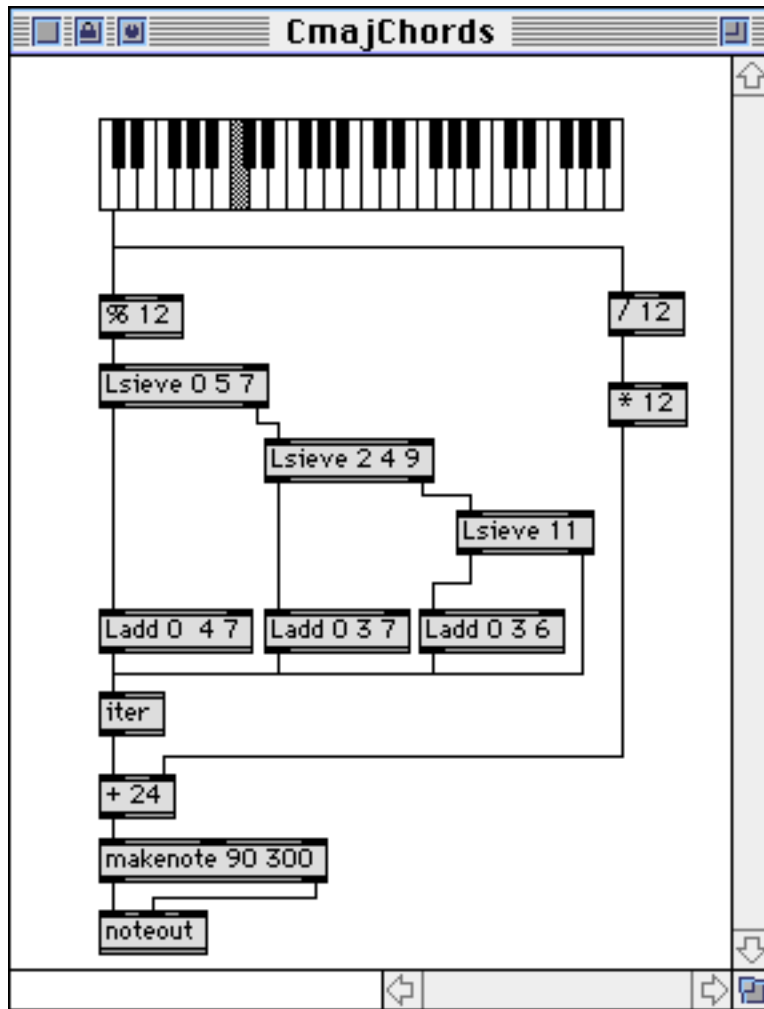 CmajChords
% 12
/ 12
Lsieve 0 5 7
* 12
Lsieve 2 4 9
Lsieve 11
Ladd 0  4 7
Ladd 0 3 7
Ladd 0 3 6
iter
+ 24
makenote 90 300
noteout